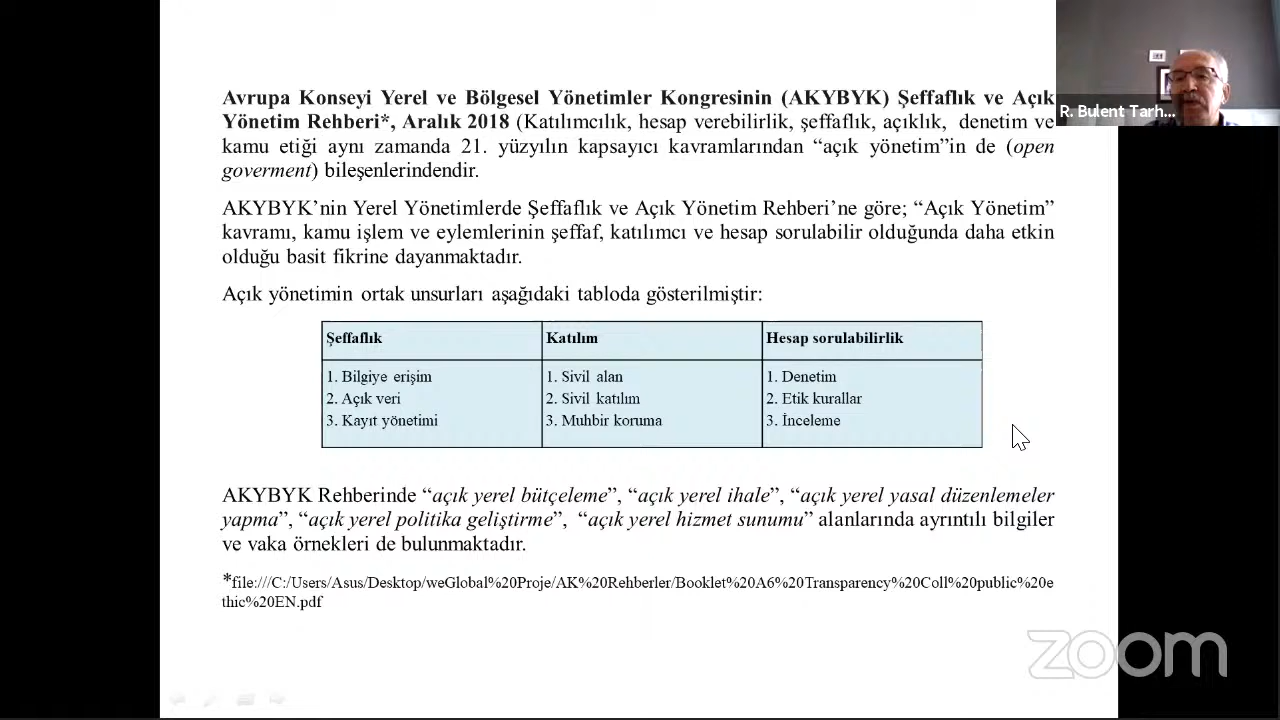 Avrupa Konseyi Yerel ve Bölgesel Yönetimler Kongresinin (AKYBYK) Şeffaflık ve Açık
Yönetim Rehberi*, Aralık 2018 (Katılımcılık, hesap verebilirlik, şeffaflık, açıklık, denetim ve
kamu etiği aynı zamanda 21. yüzyılın kapsayıcı kavramlarından “açık yönetim”in de (open
goverment) bileşenlerindendir.
R. Bulent Tarh...
AKYBYK’nin Yerel Yönetimlerde Şeffaflık ve Açık Yönetim Rehberi’ne göre; “Açık Yönetim”
kavramı, kamu işlem ve eylemlerinin şeffaf, katılımcı ve hesap sorulabilir olduğunda daha etkin
olduğu basit fikrine dayanmaktadır.
Açık yönetimin ortak unsurları aşağıdaki tabloda gösterilmiştir:
Şeffaflık
1. Bilgiye erişim
2. Açık veri
3. Kayıt yönetimi
Katılım
1. Sivil alan
2. Sivil katılım
3. Muhbir koruma
Hesap sorulabilirlik
1. Denetim
2. Etik kurallar
3. İnceleme
AKYBYK Rehberinde “açık yerel bütçeleme”, “açık yerel ihale”, “açık yerel yasal düzenlemeler
yapma”, “açık yerel politika geliştirme”, “açık yerel hizmet sunumu” alanlarında ayrıntılı bilgiler
ve vaka örnekleri de bulunmaktadır.
*file:///C:/Users/Asus/Desktop/weGlobal%20Proje/AK%20Rehberler/Booklet%20A6%20Transparency%20Coll%20public%20e
thic%20EN.pdf
zoom